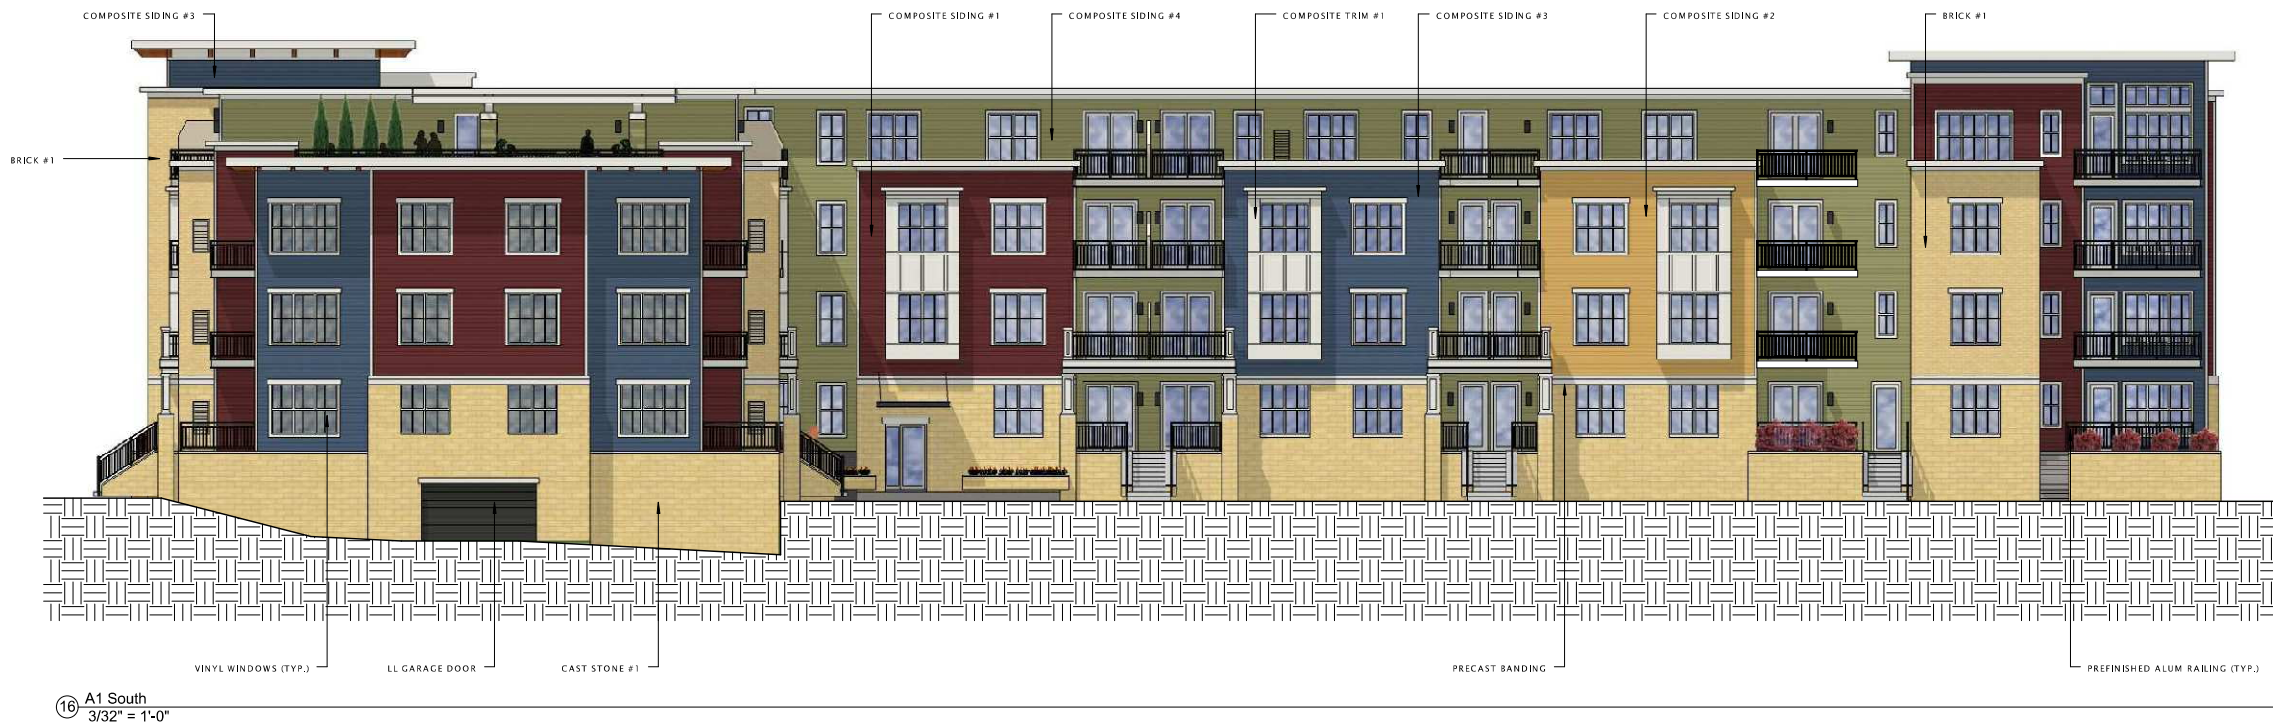 COMPOSITE SIDING #3
COMPOSITE SIDING #1
COMPOSITE SIDING #4
COMPOSITE TRIM #1
COMPOSITE SIDING #3
COMPOSITE SIDING #2
BRICK #1
BRICK #1
VINYL WINDOWS (TYP.)
LL GARAGE DOOR
CAST STONE #1
PRECAST BANDING
PREFINISHED ALUM RAILING (TYP.)
16
A1 South
3/32" = 1'-0"